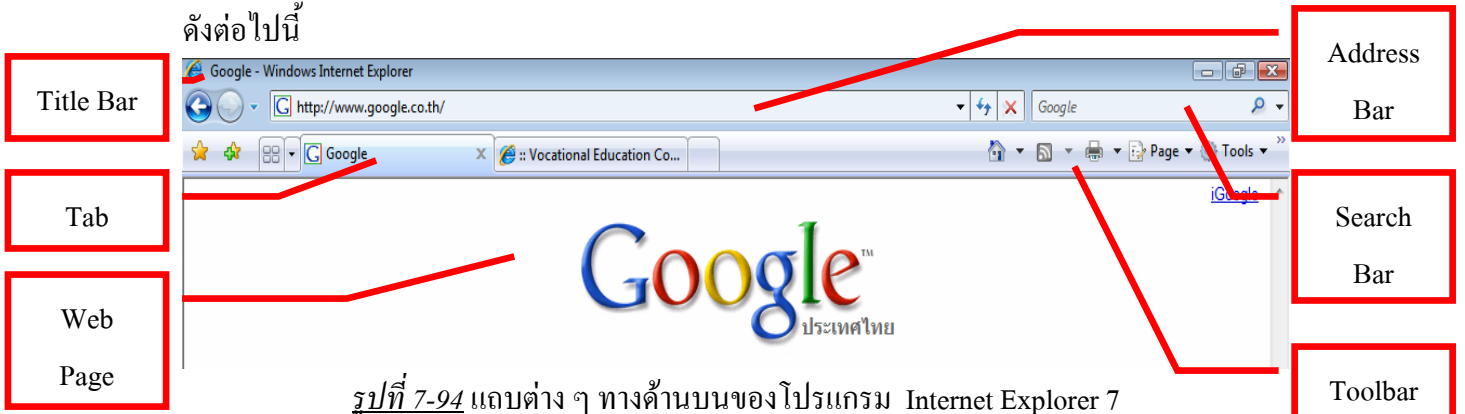 ดังต่อไปนี้
Title Bar
Google - Windows Internet Explorer
Address
Bar
http://www.google.co.th/
Google
Google
:: Vocational Education Co...
Page
Tools
Tab
iGoogle
Search
Bar
Google™
ประเทศไทย
Web
Page
Toolbar
รูปที่ 7-94 แถบต่าง ๆ ทางด้านบนของโปรแกรม Internet Explorer 7